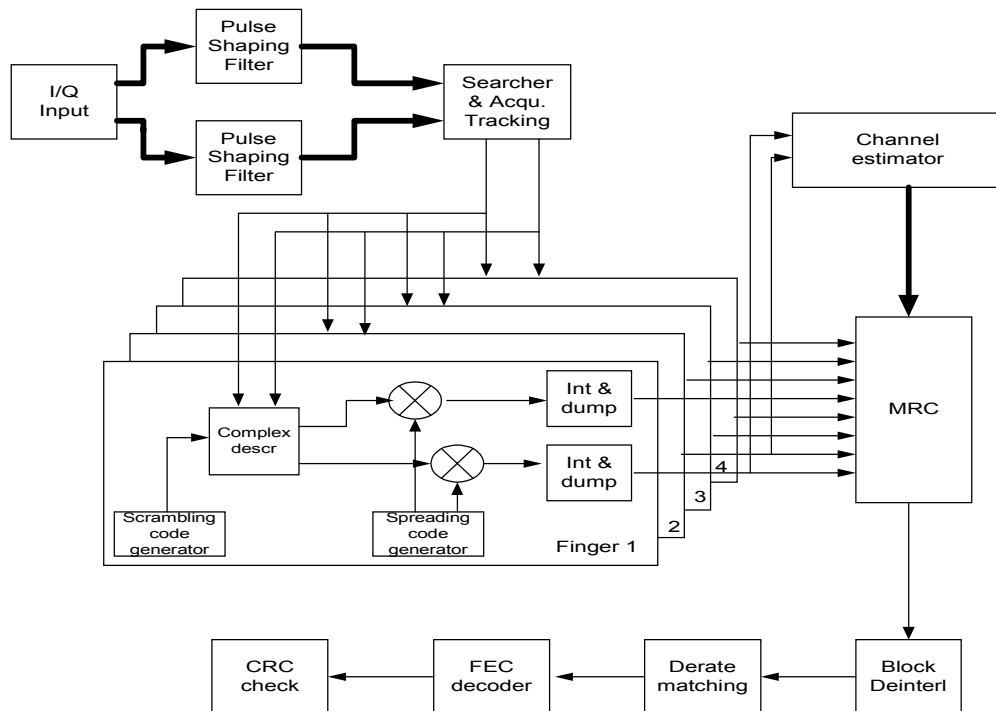 Pulse
Shaping
Filter
I/Q
Input
Searcher
& Acqu.
Tracking
Pulse
Shaping
Filter
Channel
estimator
Int &
dump
Complex
descr
MRC
Int &
dump
4
3
2
Scrambling
code
generator
Spreading
code
generator
Finger 1
CRC
check
FEC
decoder
Derate
matching
Block
Deinterl